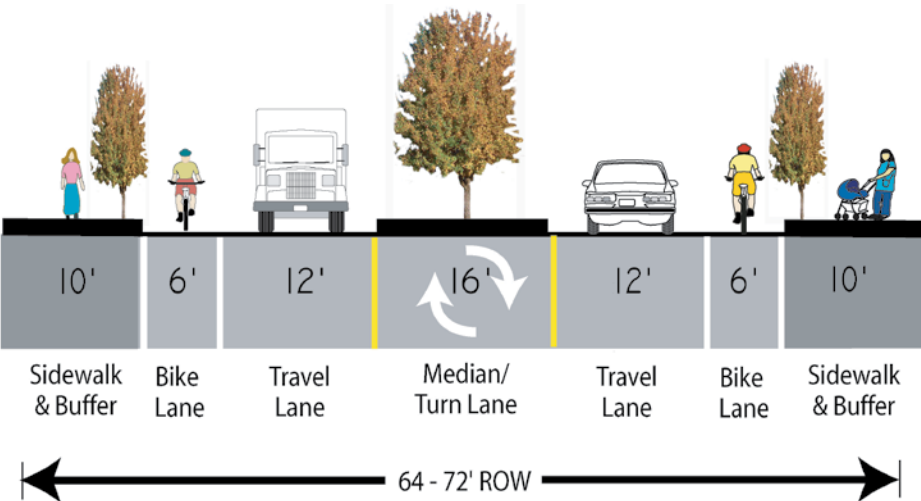 10' 6' 12' 16' 12' 6' 10'
Sidewalk
& Buffer
Bike
Lane
Travel
Lane
Median/
Turn Lane
Travel
Lane
Bike
Lane
Sidewalk
& Buffer
64 - 72' ROW